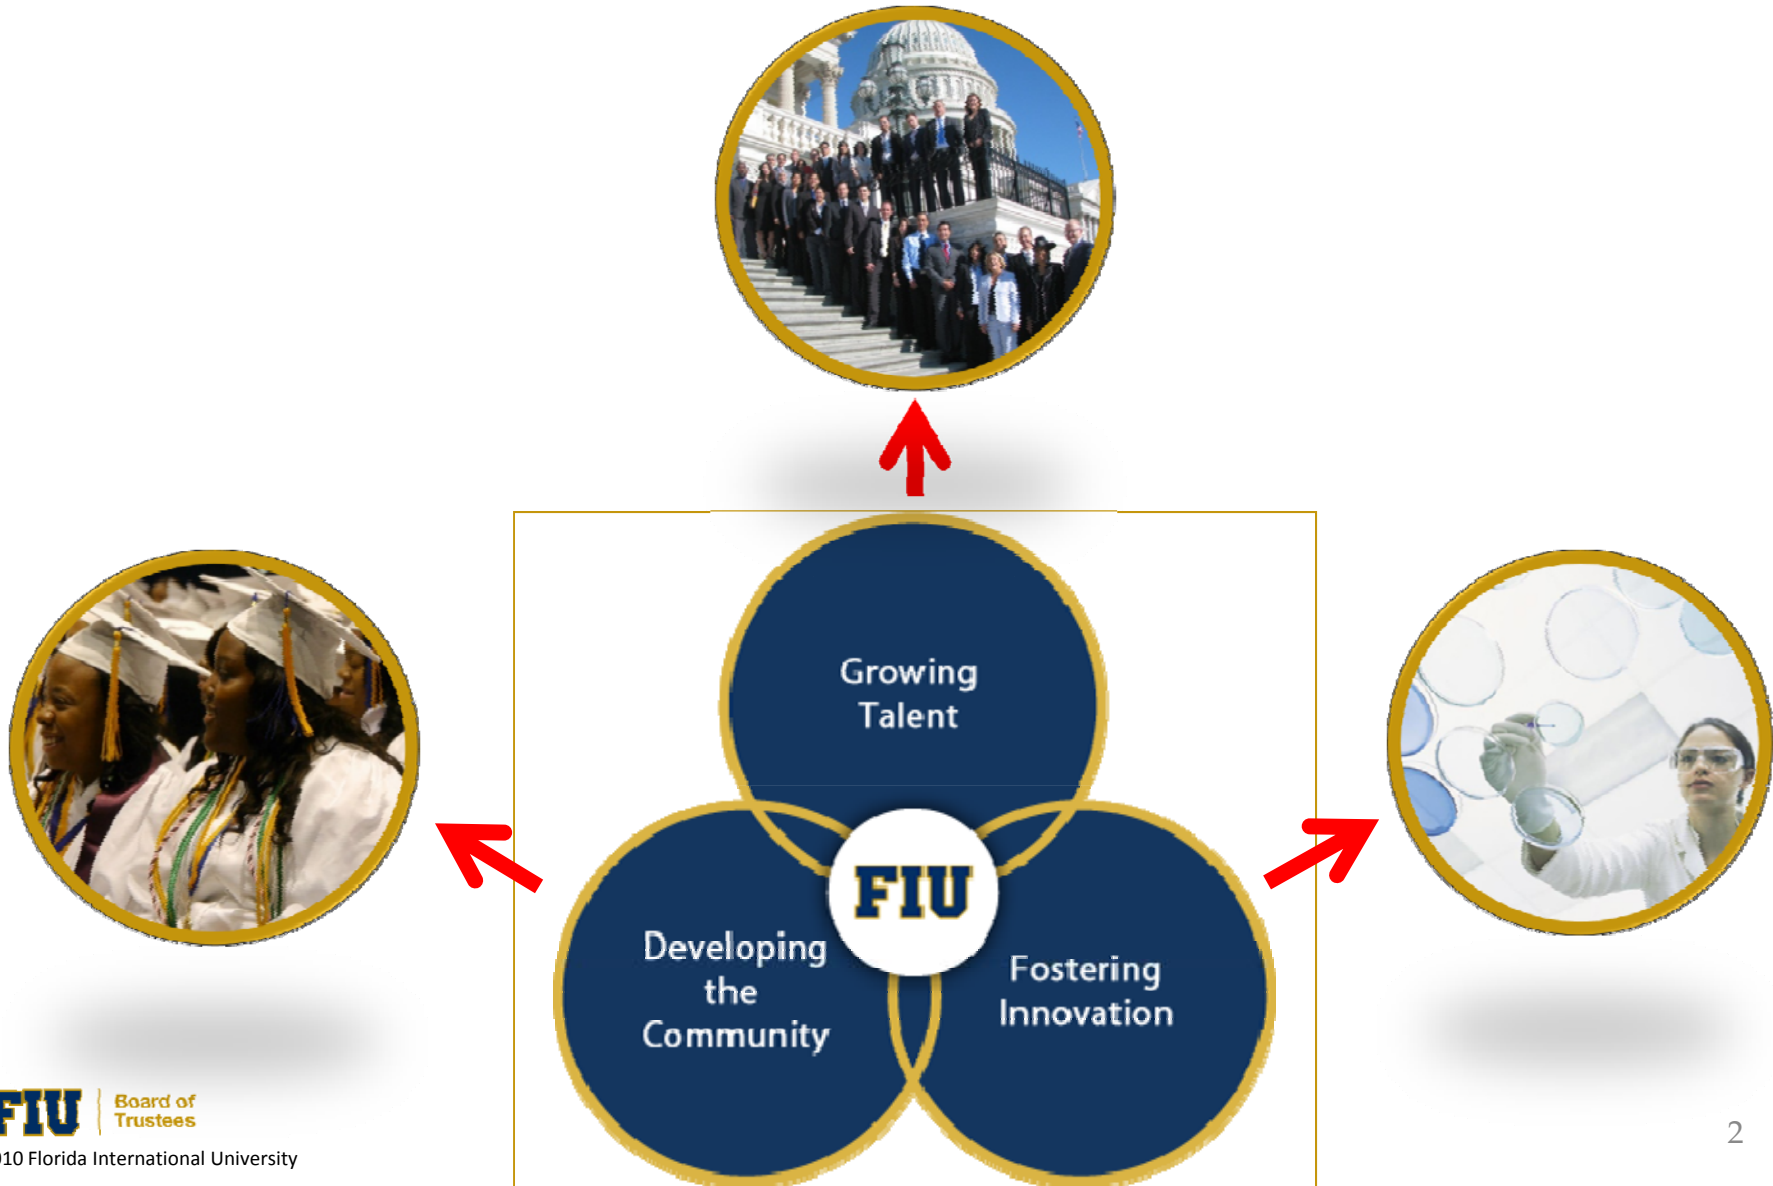 Growing
Talent
FIU
Developing
the
Community
Fostering
Innovation
FIU
Board of
Trustees
010 Florida International University
2